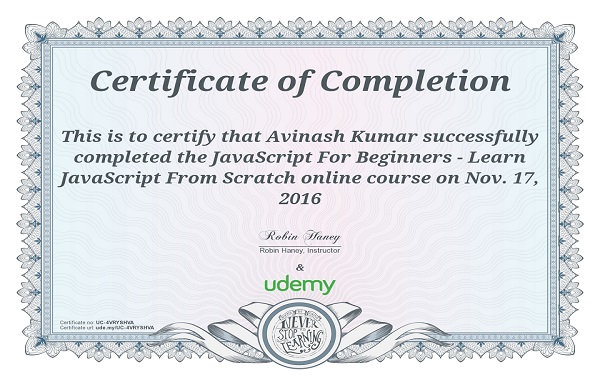 Certificate of Completion
This is to certify that Avinash Kumar successfully
completed the JavaScript For Beginners - Learn
JavaScript From Scratch online course on Nov. 17,
2016
Robin Haney
Robin Haney, Instructor
&
udemy
Certificate no: UC-4VRYSHVA
Certificate url: ude.my/UC-4VRYSHVA
NEVER
STOP
LEARNING